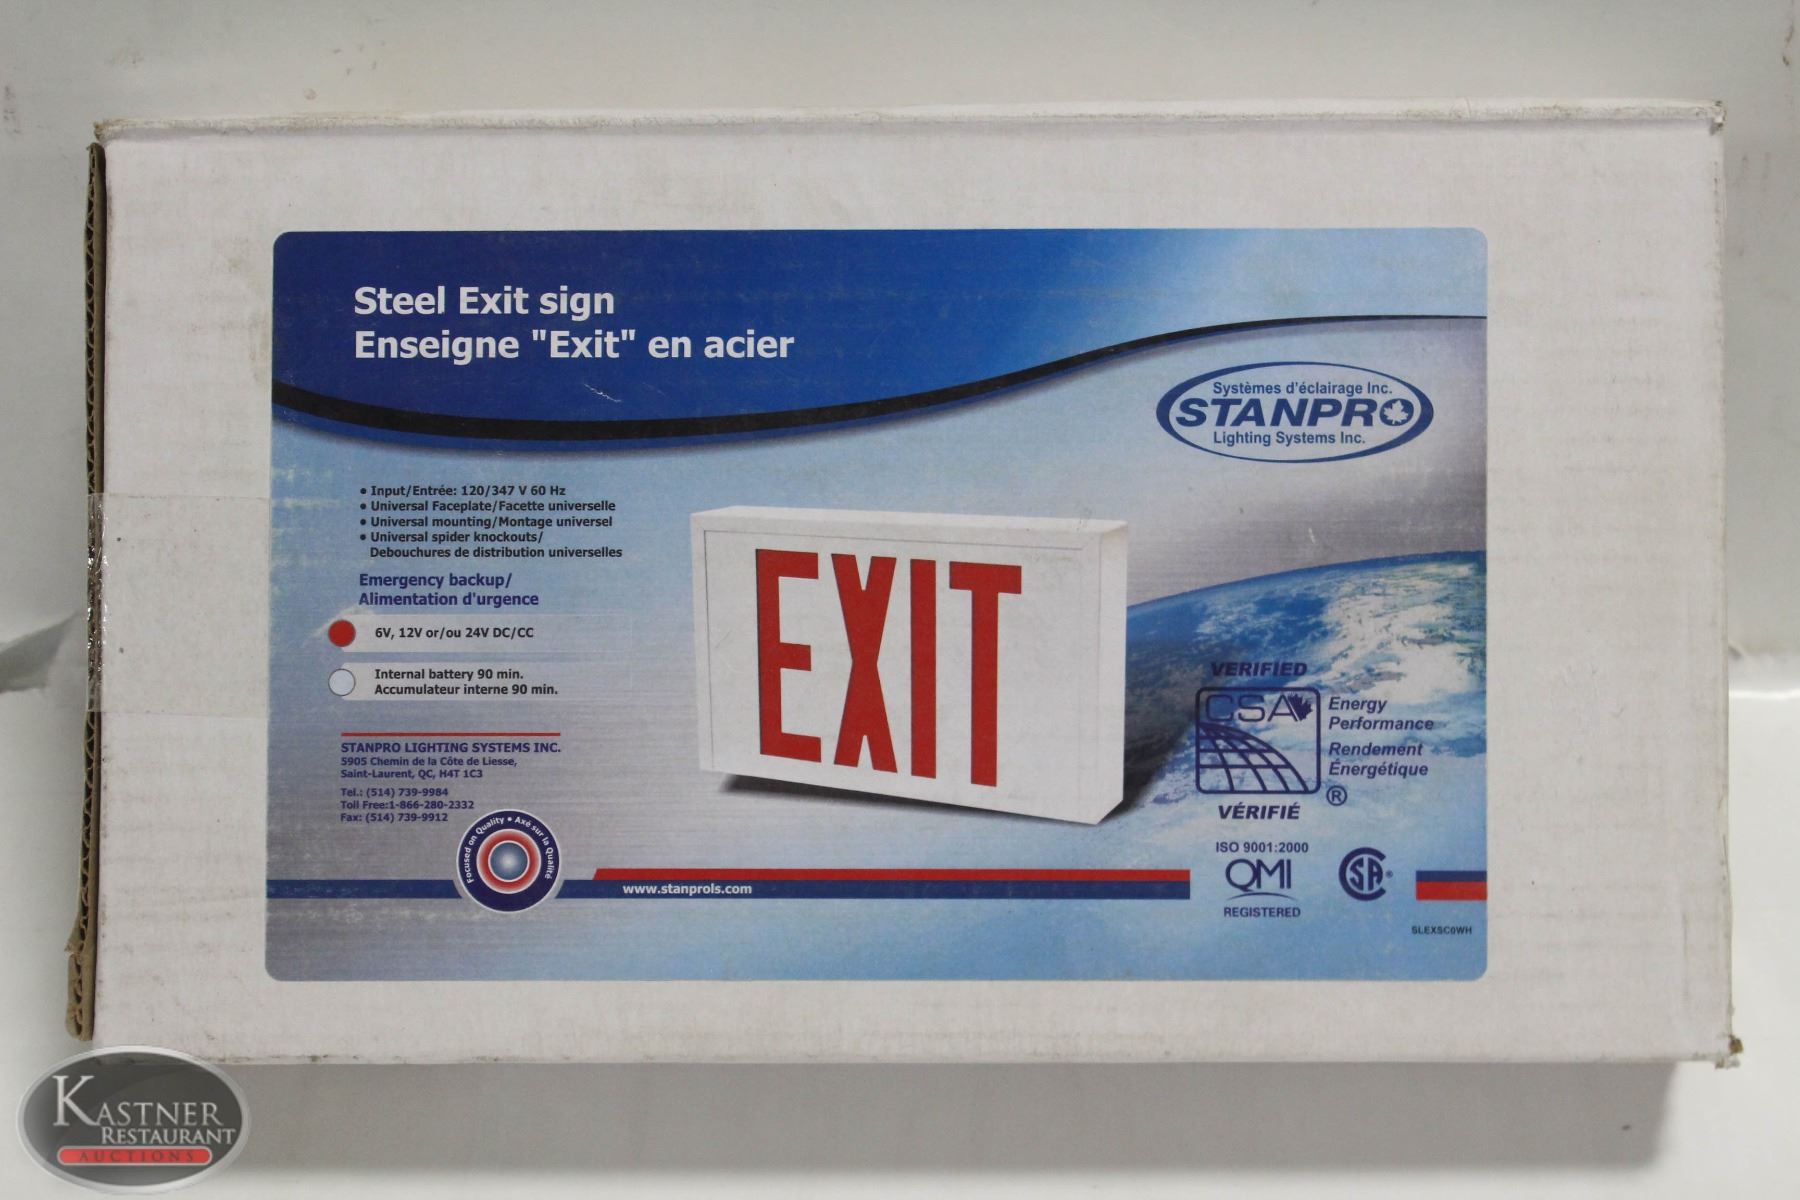 Steel Exit sign
Enseigne "Exit" en acier
Systèmes d'éclairage Inc.
STANPRO
Lighting Systems Inc.
• Input/Entrée: 120/347 V 60 Hz
• Universal Faceplate/Facette universelle
• Universal mounting/Montage universel
• Universal spider knockouts/
Debouchures de distribution universelles
Emergency backup/
Alimentation d'urgence
6V, 12V or/ou 24V DC/CC
Internal battery 90 min.
Accumulateur interne 90 min.
EXIT
STANPRO LIGHTING SYSTEMS INC.
5905 Chemin de la Côte de Liesse,
Saint-Laurent, QC, H4T 1C3
Tel.: (514) 739-9984
Toll Free:1-866-280-2332
Fax: (514) 739-9912
Focused on Quality • Axé sur la Qualité
www.stanprols.com
VERIFIED
CSA
Energy
Performance
Rendement
Énergétique
®
VÉRIFIÉ
ISO 9001:2000
QMI
REGISTERED
SA®
SLEXSC0WH
KASTNER
RESTAURANT
AUCTIONS